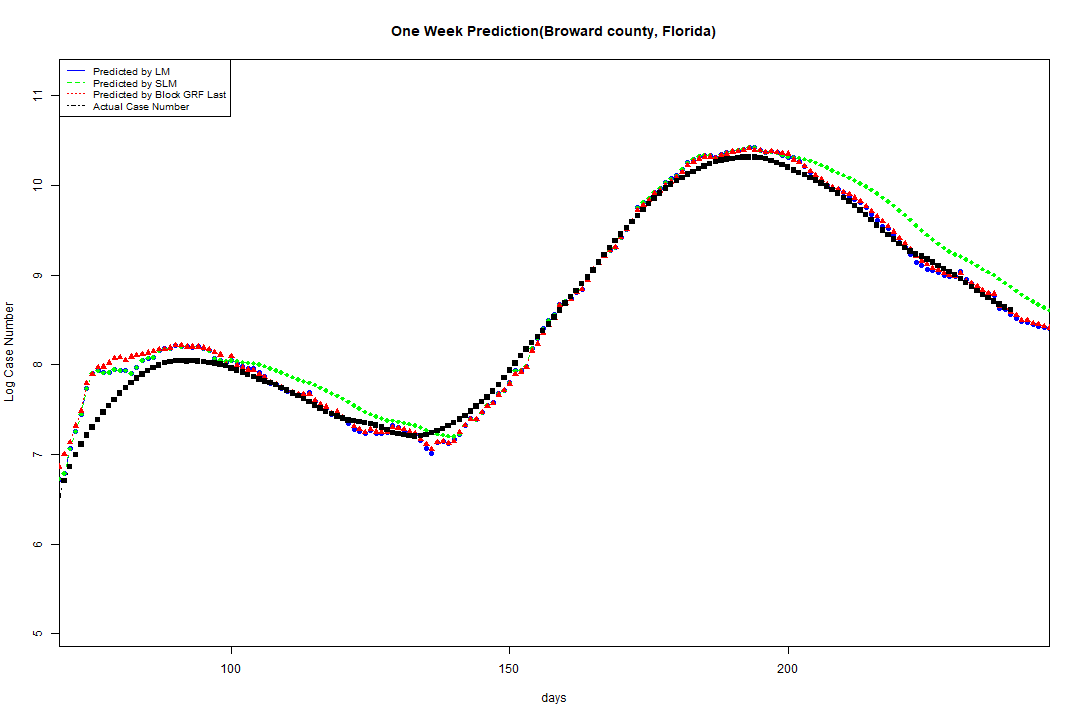 One Week Prediction(Broward county, Florida)
Predicted by LM
Predicted by SLM
Predicted by Block GRF Last
Actual Case Number
11
10
9
8
7
6
5
Log Case Number
100 150 200
days